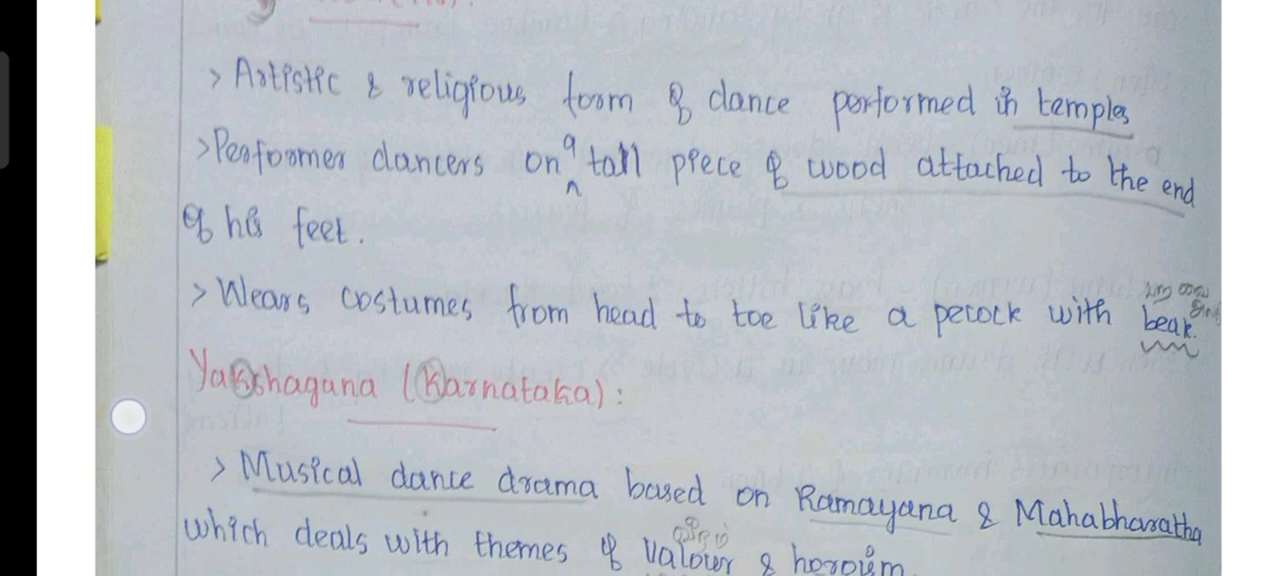 > Artistic & religious form of dance performed in temples
> Performer dancers on a tall piece of wood attached to the end
of his feet.
> Wears costumes from head to toe like a pecock with beak.
Yakshagana (Karnataka):
> Musical dance drama based on Ramayana & Mahabharatha
which deals with themes of valour & heroism